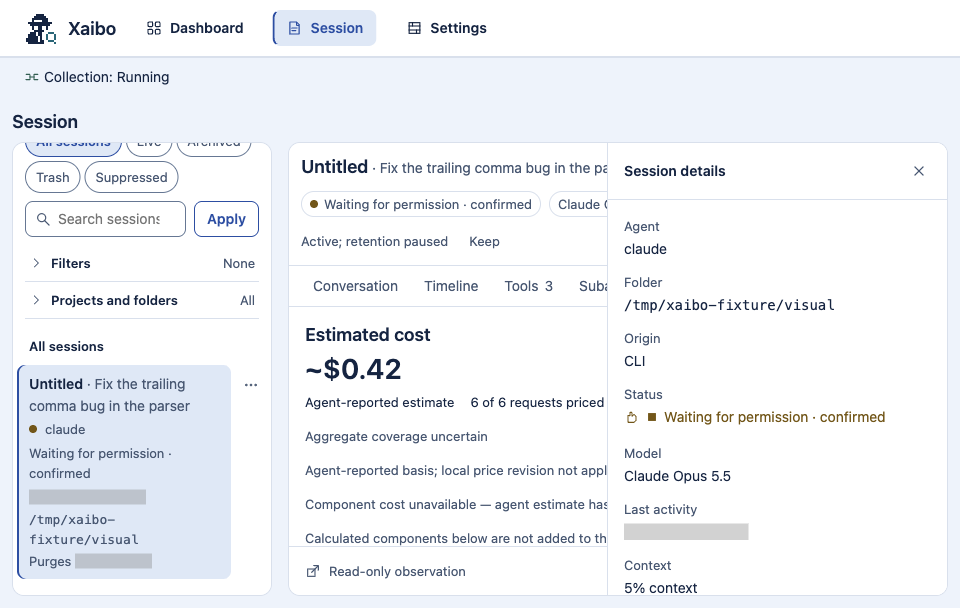 Xaibo
Dashboard
Session
Settings
Collection: Running
Session
All sessions
Live
Archived
Trash
Suppressed
Search sessions
Apply
Filters
None
Projects and folders
All
All sessions
Untitled · Fix the trailing
comma bug in the parser
...
claude
Waiting for permission ·
confirmed
/tmp/xaibo-
fixture/visual
Purges
Untitled · Fix the trailing comma bug in the pa
Waiting for permission · confirmed
Claude
Active; retention paused
Keep
Conversation
Timeline
Tools 3
Suba
Estimated cost
~$0.42
Agent-reported estimate
6 of 6 requests priced
Aggregate coverage uncertain
Agent-reported basis; local price revision not appl
Component cost unavailable — agent estimate has
Calculated components below are not added to th
Read-only observation
Session details
Agent
claude
Folder
/tmp/xaibo-fixture/visual
Origin
CLI
Status
Waiting for permission · confirmed
Model
Claude Opus 5.5
Last activity
Context
5% context